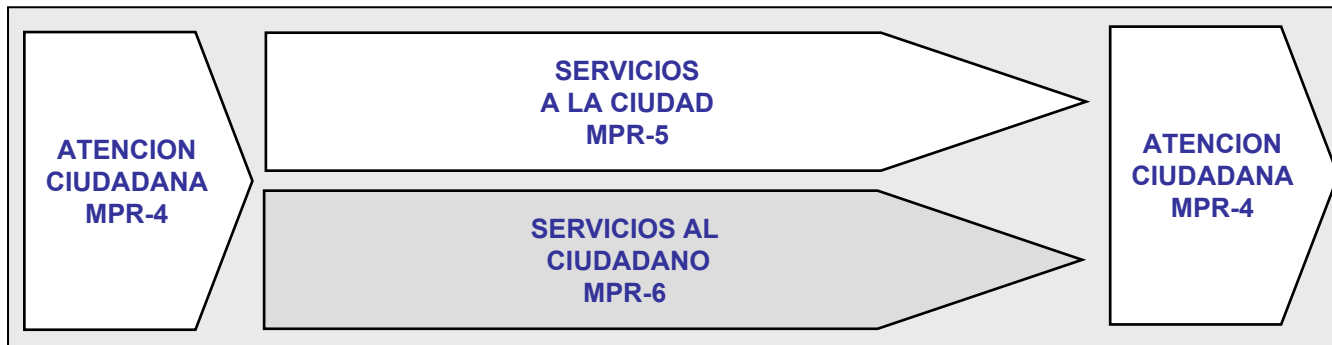 ATENCION
CIUDADANA
MPR-4
SERVICIOS
A LA CIUDAD
MPR-5
SERVICIOS AL
CIUDADANO
MPR-6
ATENCION
CIUDADANA
MPR-4